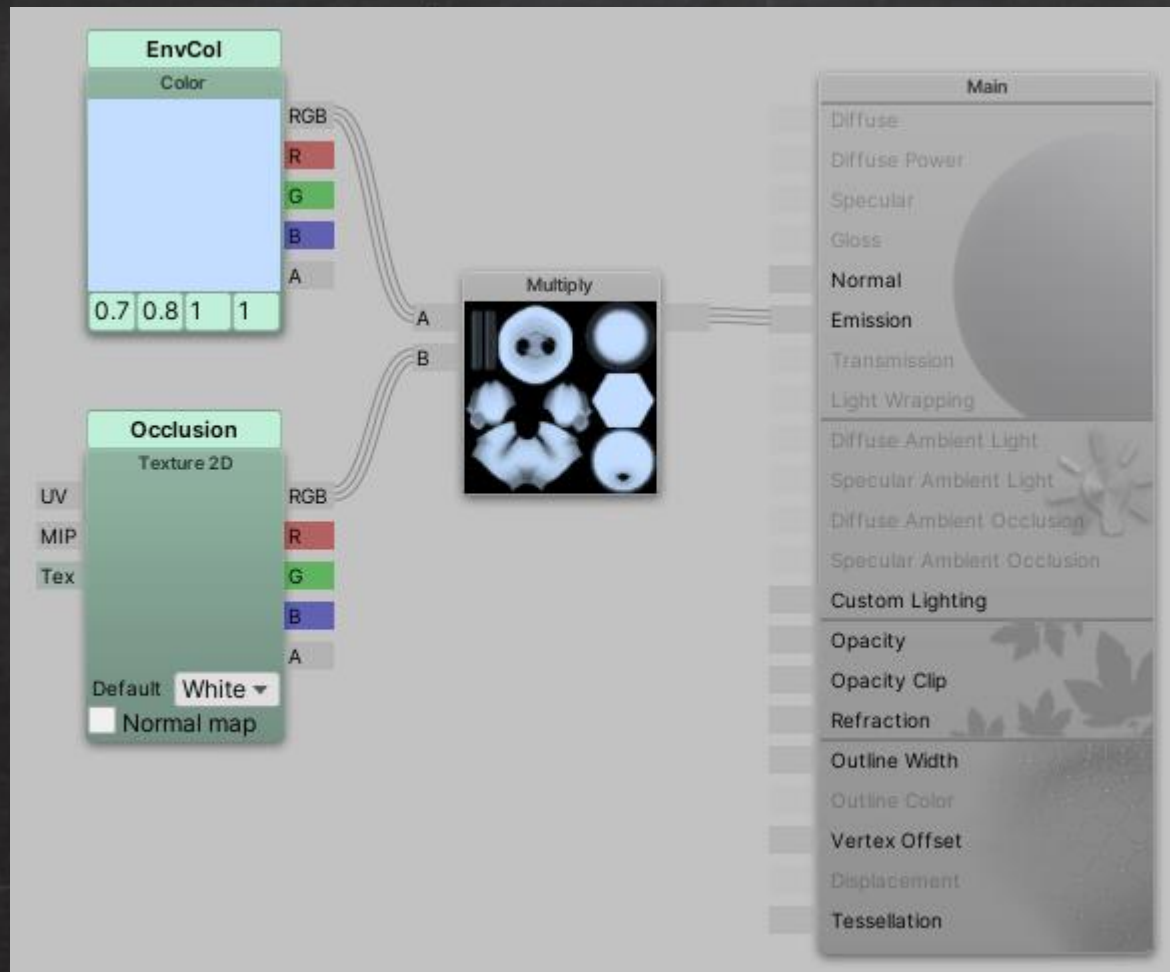 EnvCol
Color
RGB
R
G
B
A
0.7 0.8 1 1
Occlusion
Texture 2D
UV
MIP
Tex
RGB
R
G
B
A
Default White
Normal map
Multiply
A
B
Main
Diffuse
Diffuse Power
Specular
Gloss
Normal
Emission
Transmission
Light Wrapping
Diffuse Ambient Light
Specular Ambient Light
Diffuse Ambient Occlusion
Specular Ambient Occlusion
Custom Lighting
Opacity
Opacity Clip
Refraction
Outline Width
Outline Color
Vertex Offset
Displacement
Tessellation